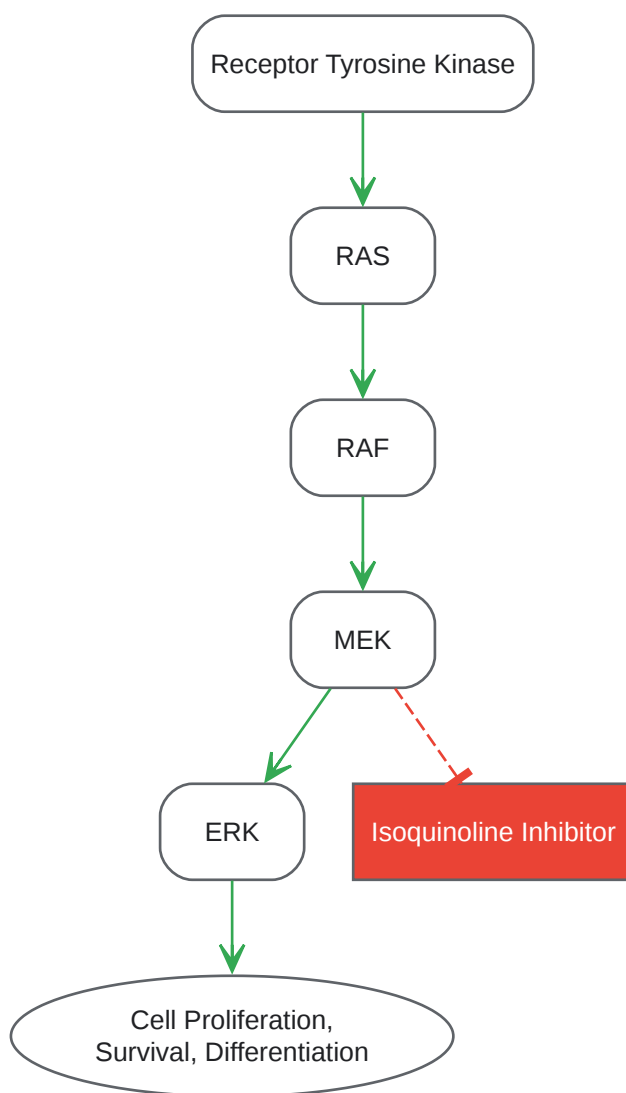 Receptor Tyrosine Kinase
RAS
RAF
MEK
ERK
Isoquinoline Inhibitor
Cell Proliferation,
Survival, Differentiation